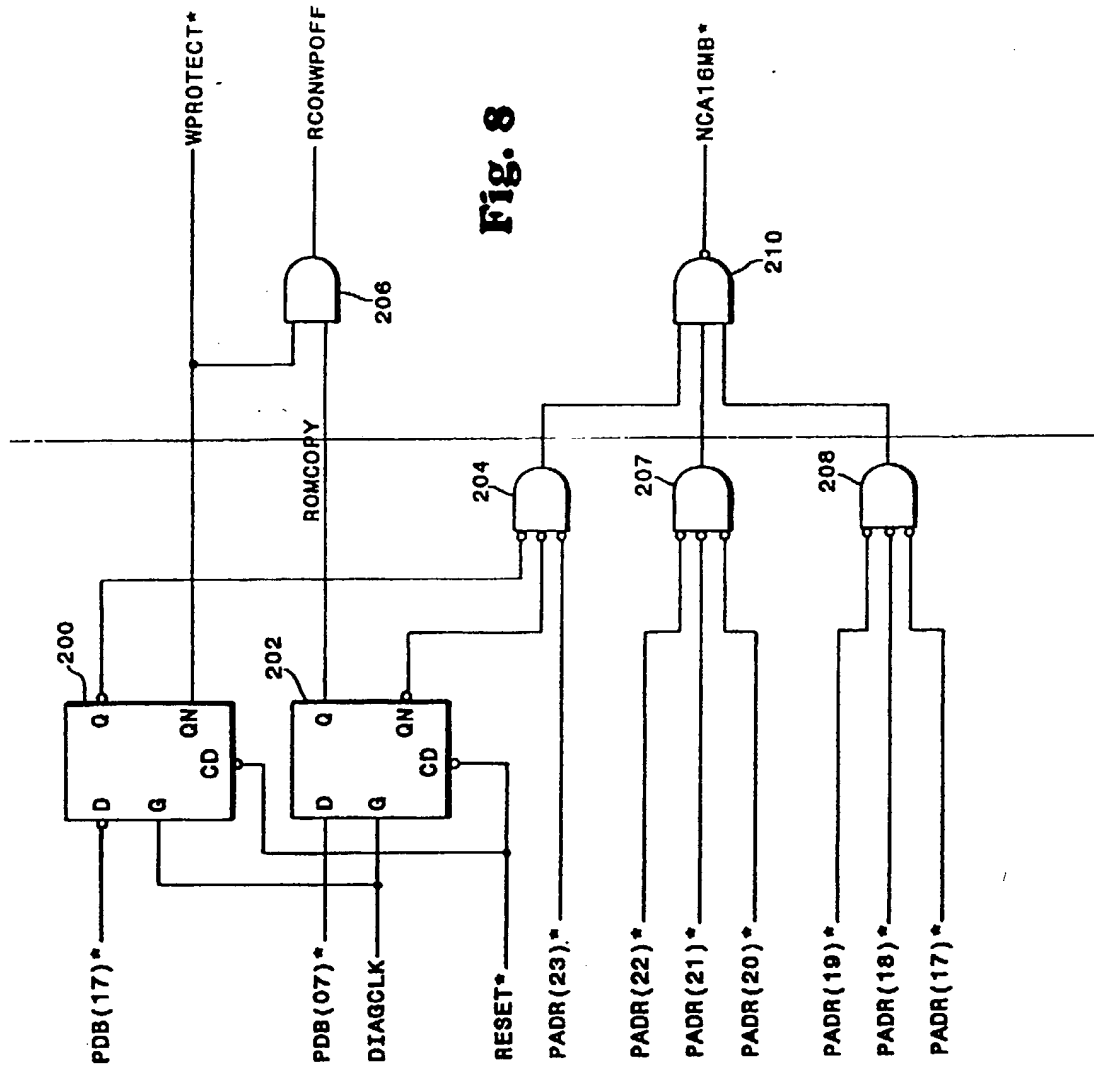 WPROTECT*
RCONWPOFF
Fig. 8
NCA16MB*
206
210
ROMCOPY
204
207
208
200
202
D
Q
G
QN
CD
D
Q
G
QN
CD
PDB(17)*
PDB(07)*
DIAGCLK
RESET*
PADR(23)*
PADR(22)*
PADR(21)*
PADR(20)*
PADR(19)*
PADR(18)*
PADR(17)*